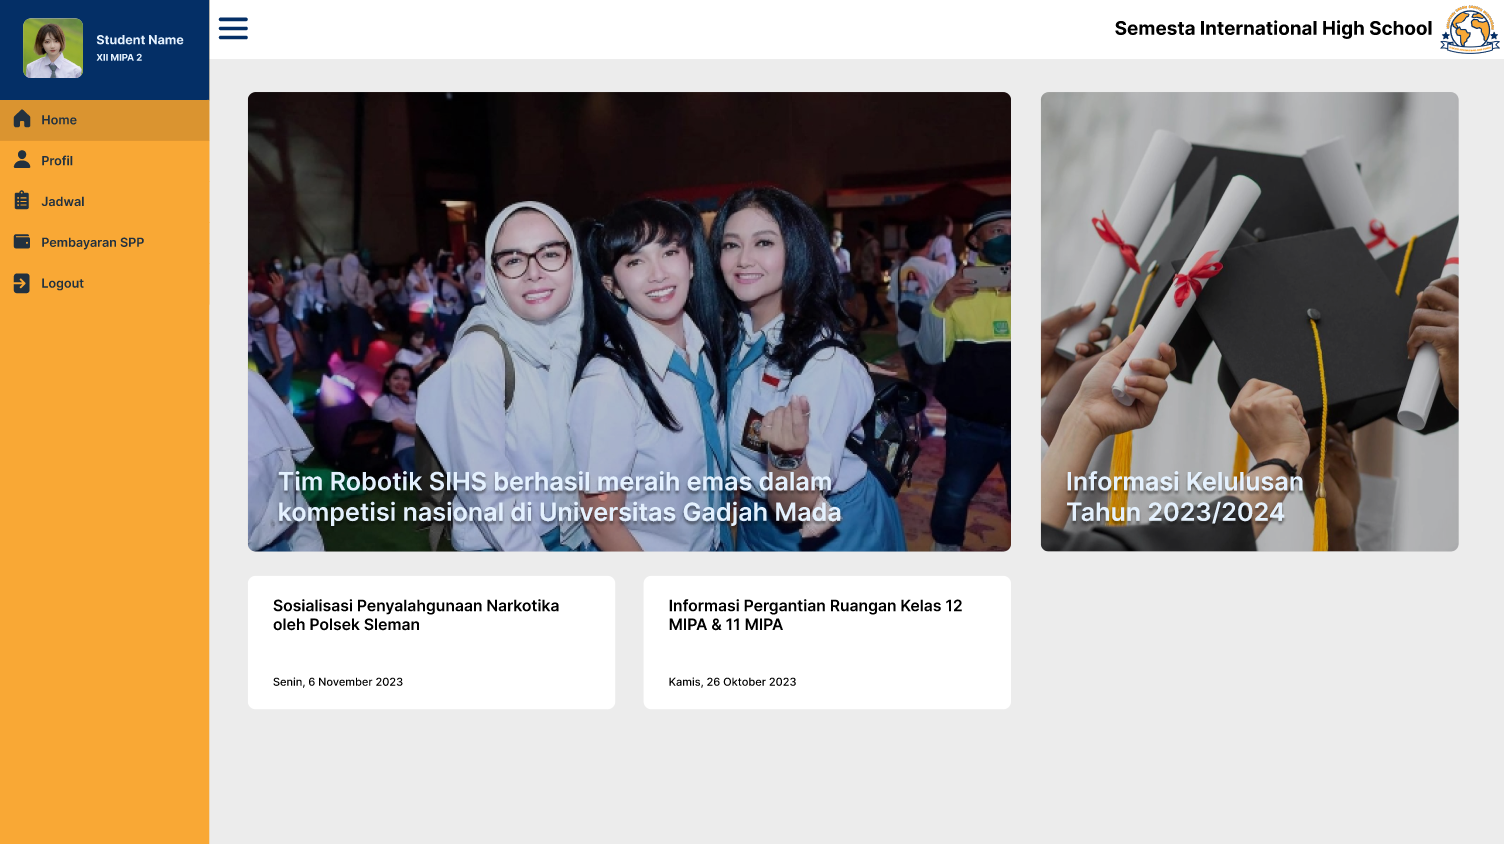 Student Name
XII MIPA 2
Semesta International High School
Home
Profil
Jadwal
Pembayaran SPP
Logout
Tim Robotik SIHS berhasil meraih emas dalam
kompetisi nasional di Universitas Gadjah Mada
Informasi Kelulusan
Tahun 2023/2024
Sosialisasi Penyalahgunaan Narkotika
oleh Polsek Sleman
Senin, 6 November 2023
Informasi Pergantian Ruangan Kelas 12
MIPA & 11 MIPA
Kamis, 26 Oktober 2023